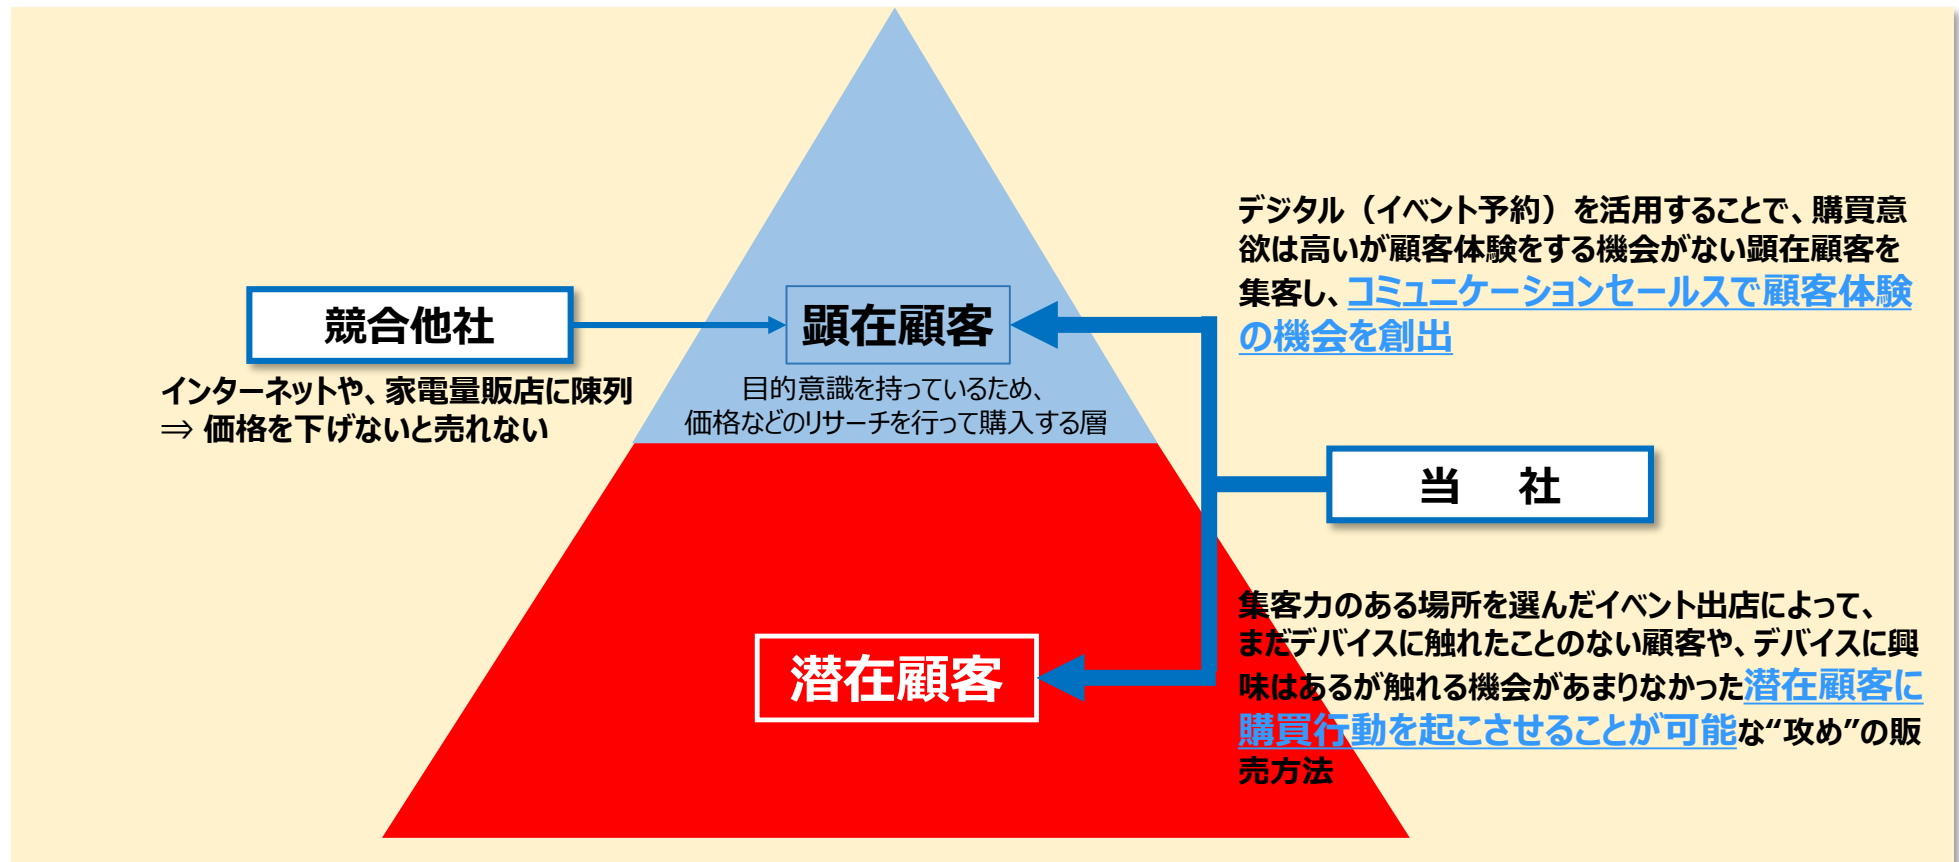 競合他社
インターネットや、家電量販店に陳列
⇒ 価格を下げないと売れない
顕在顧客
目的意識を持っているため、
価格などのリサーチを行って購入する層
デジタル（イベント予約）を活用することで、購買意
欲は高いが顧客体験をする機会がない顕在顧客を
集客し、コミュニケーションセールスで顧客体験
の機会を創出
当　社
潜在顧客
集客力のある場所を選んだイベント出店によって、
まだデバイスに触れたことのない顧客や、デバイスに興
味はあるが触れる機会があまりなかった潜在顧客に
購買行動を起こさせることが可能な“攻め”の販
売方法